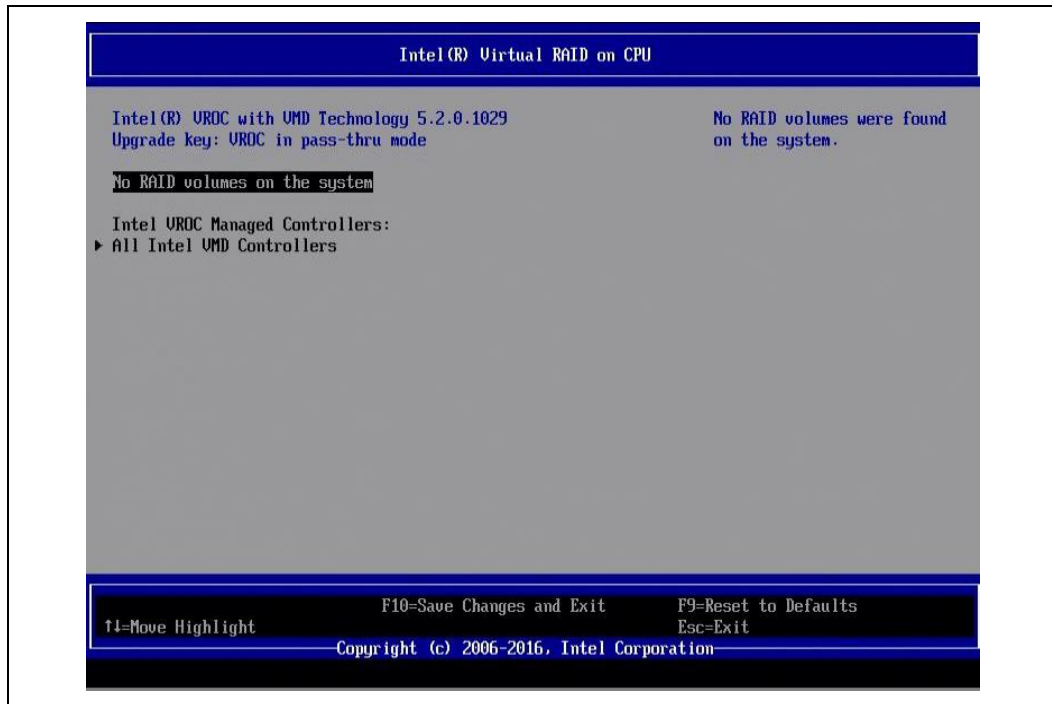 Intel(R) Virtual RAID on CPU
Intel(R) VROC with VMD Technology 5.2.0.1029
Upgrade key: VROC in pass-thru mode
No RAID volumes were found
on the system.
No RAID volumes on the system
Intel VROC Managed Controllers:
All Intel VMD Controllers
F10=Save Changes and Exit
F9=Reset to Defaults
↑↓=Move Highlight
Esc=Exit
Copyright (c) 2006-2016, Intel Corporation